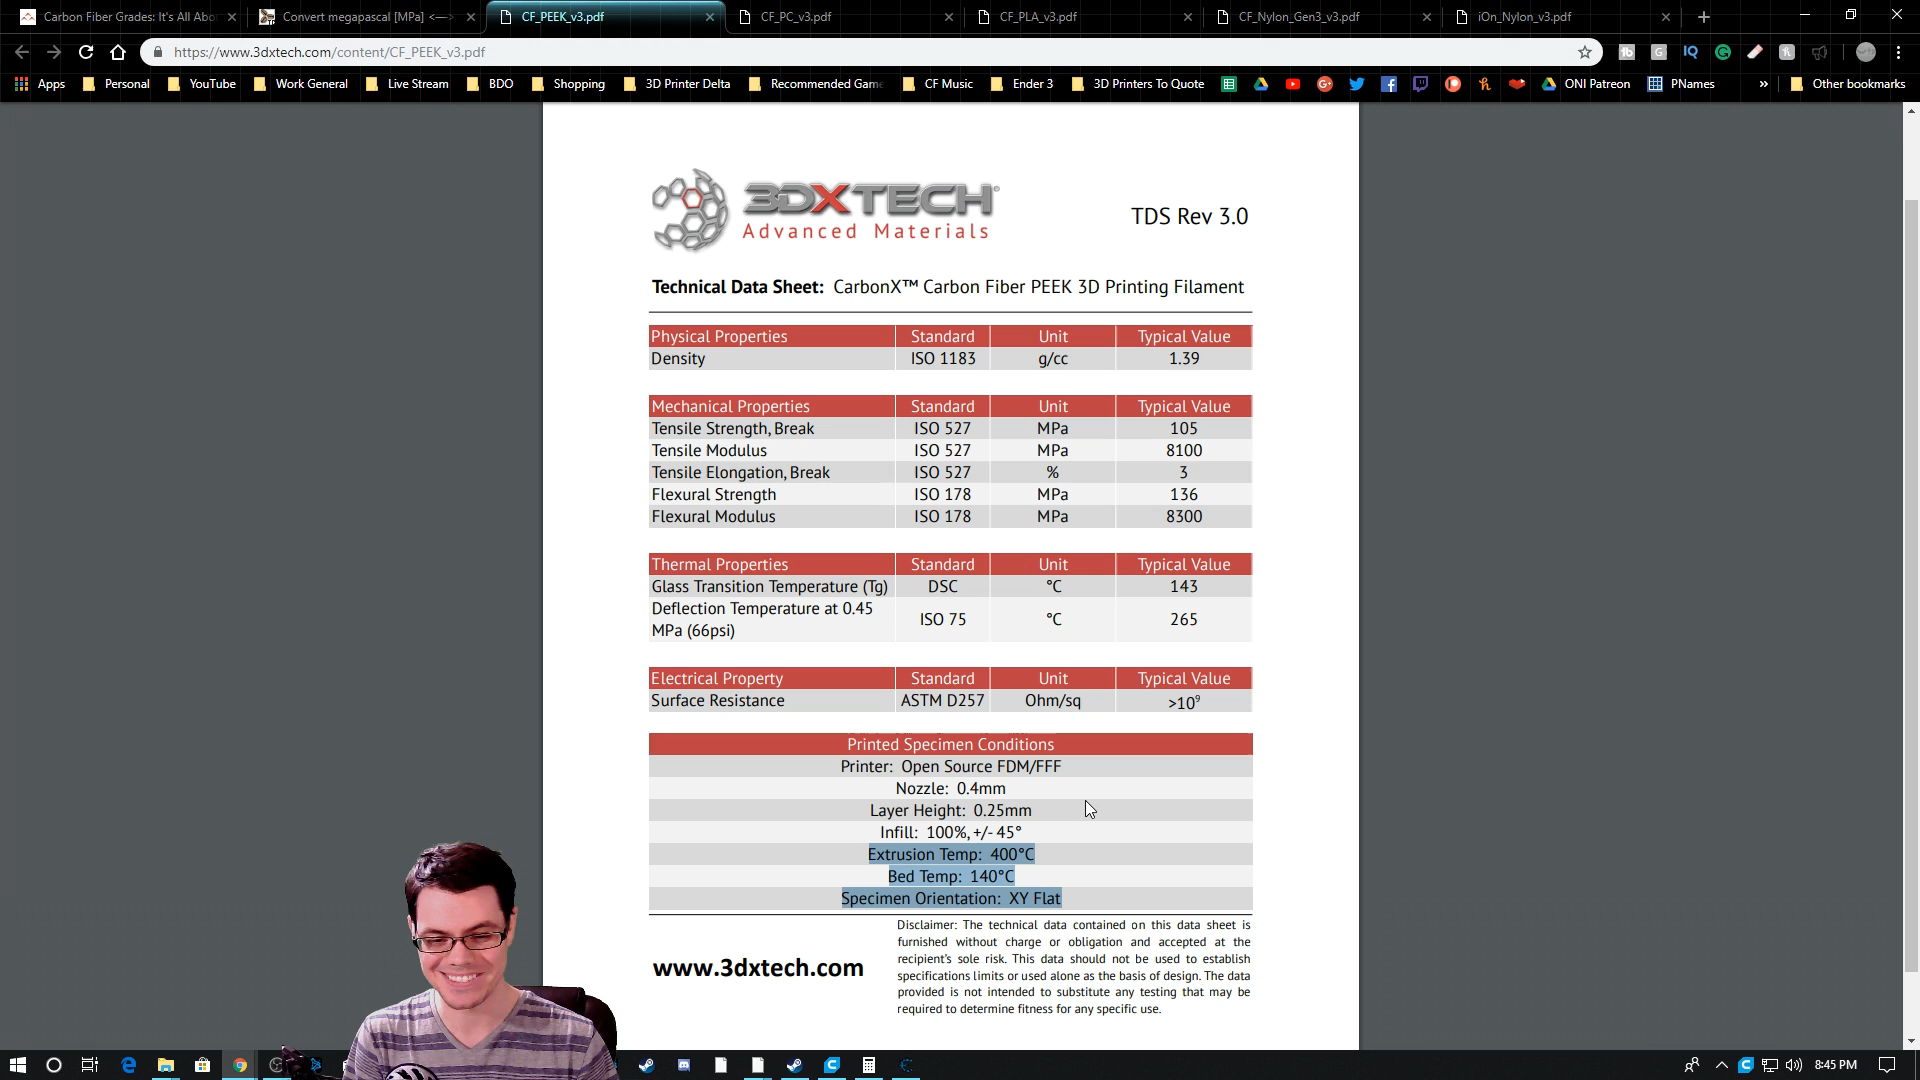 Carbon Fiber Grades: It's All Abo
Convert megapascal [MPa] <—>
CF_PEEK_v3.pdf
CF_PC_v3.pdf
CF_PLA_v3.pdf
CF_Nylon_Gen3_v3.pdf
iOn_Nylon_v3.pdf
https://www.3dxtech.com/content/CF_PEEK_v3.pdf
Apps Personal YouTube Work General Live Stream BDO Shopping 3D Printer Delta Recommended Game CF Music Ender 3 3D Printers To Quote ONI Patreon PNames » Other bookmarks
3DXTECH®
Advanced Materials
TDS Rev 3.0
Technical Data Sheet: CarbonX™ Carbon Fiber PEEK 3D Printing Filament
Physical Properties Standard Unit Typical Value
Density ISO 1183 g/cc 1.39
Mechanical Properties Standard Unit Typical Value
Tensile Strength, Break ISO 527 MPa 105
Tensile Modulus ISO 527 MPa 8100
Tensile Elongation, Break ISO 527 % 3
Flexural Strength ISO 178 MPa 136
Flexural Modulus ISO 178 MPa 8300
Thermal Properties Standard Unit Typical Value
Glass Transition Temperature (Tg) DSC °C 143
Deflection Temperature at 0.45
MPa (66psi) ISO 75 °C 265
Electrical Property Standard Unit Typical Value
Surface Resistance ASTM D257 Ohm/sq >10⁹
Printed Specimen Conditions
Printer: Open Source FDM/FFF
Nozzle: 0.4mm
Layer Height: 0.25mm
Infill: 100%, +/- 45°
Extrusion Temp: 400°C
Bed Temp: 140°C
Specimen Orientation: XY Flat
www.3dxtech.com
Disclaimer: The technical data contained on this data sheet is
furnished without charge or obligation and accepted at the
recipient's sole risk. This data should not be used to establish
specifications limits or used alone as the basis of design. The data
provided is not intended to substitute any testing that may be
required to determine fitness for any specific use.
8:45 PM